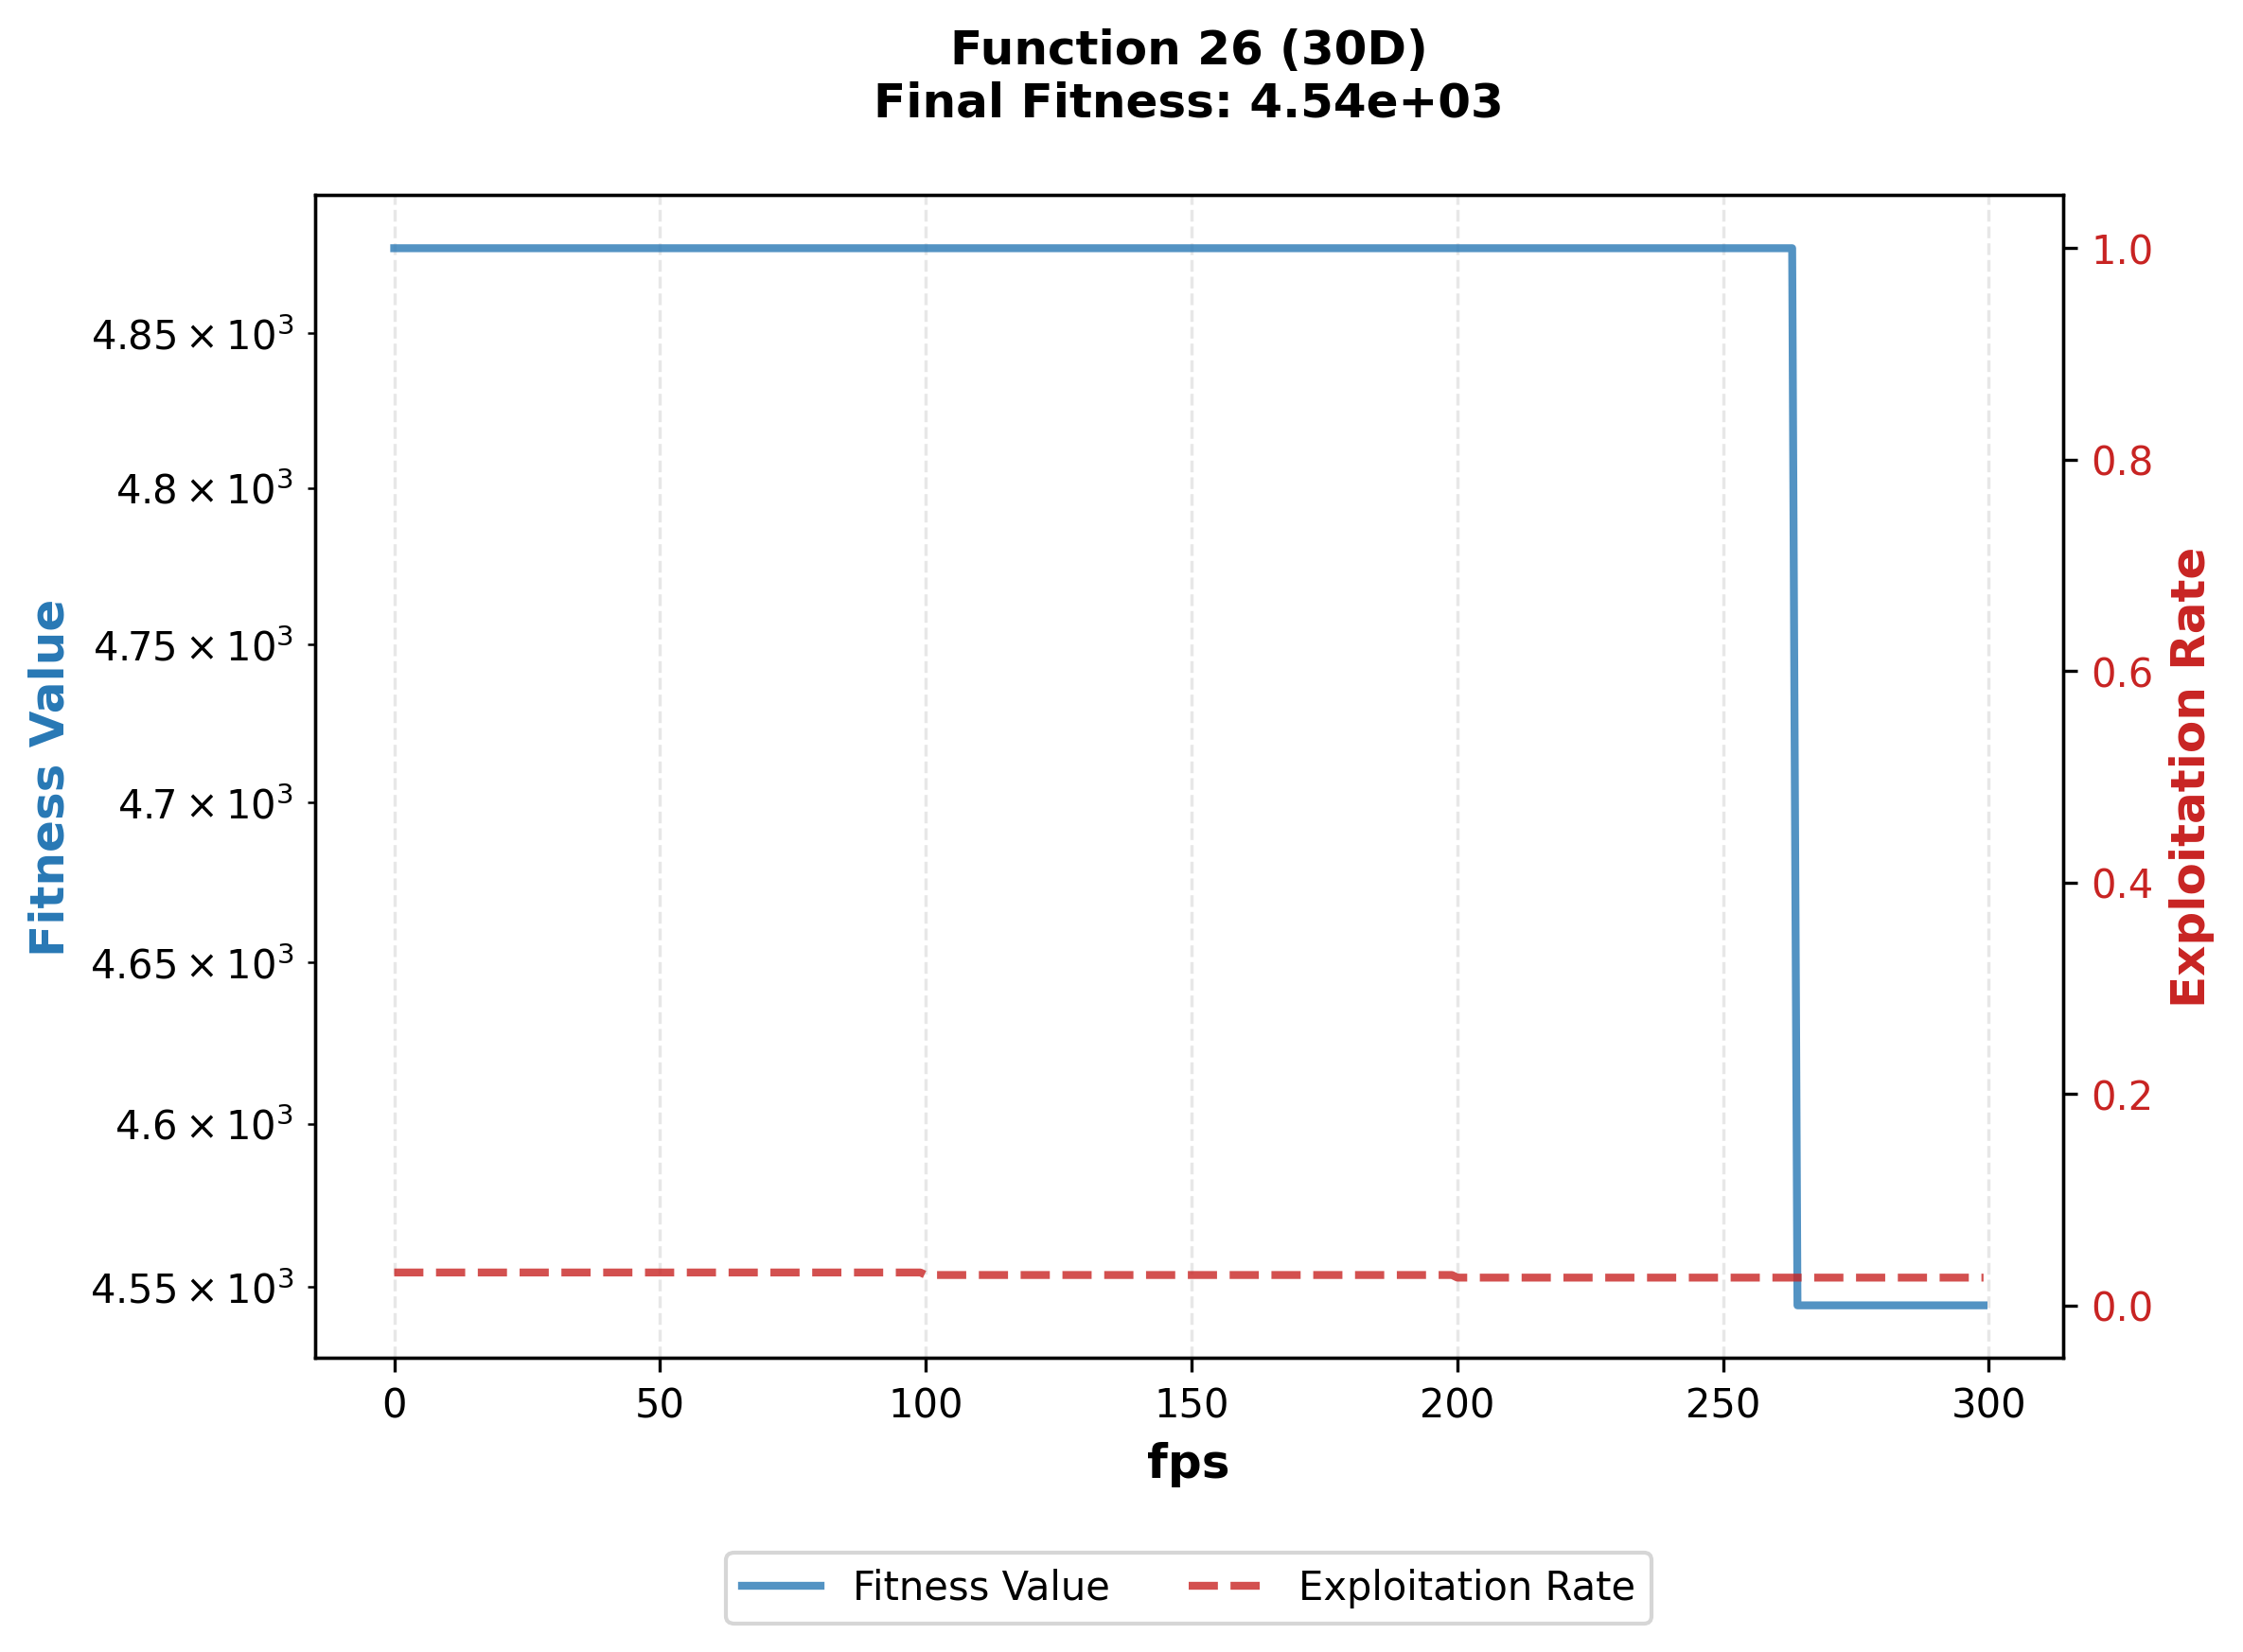 Function 26 (30D)
Final Fitness: 4.54e+03
Fitness Value
4.85 × 10³
4.8 × 10³
4.75 × 10³
4.7 × 10³
4.65 × 10³
4.6 × 10³
4.55 × 10³
1.0
0.8
0.6
0.4
0.2
0.0
Exploitation Rate
0 50 100 150 200 250 300
fps
Fitness Value Exploitation Rate